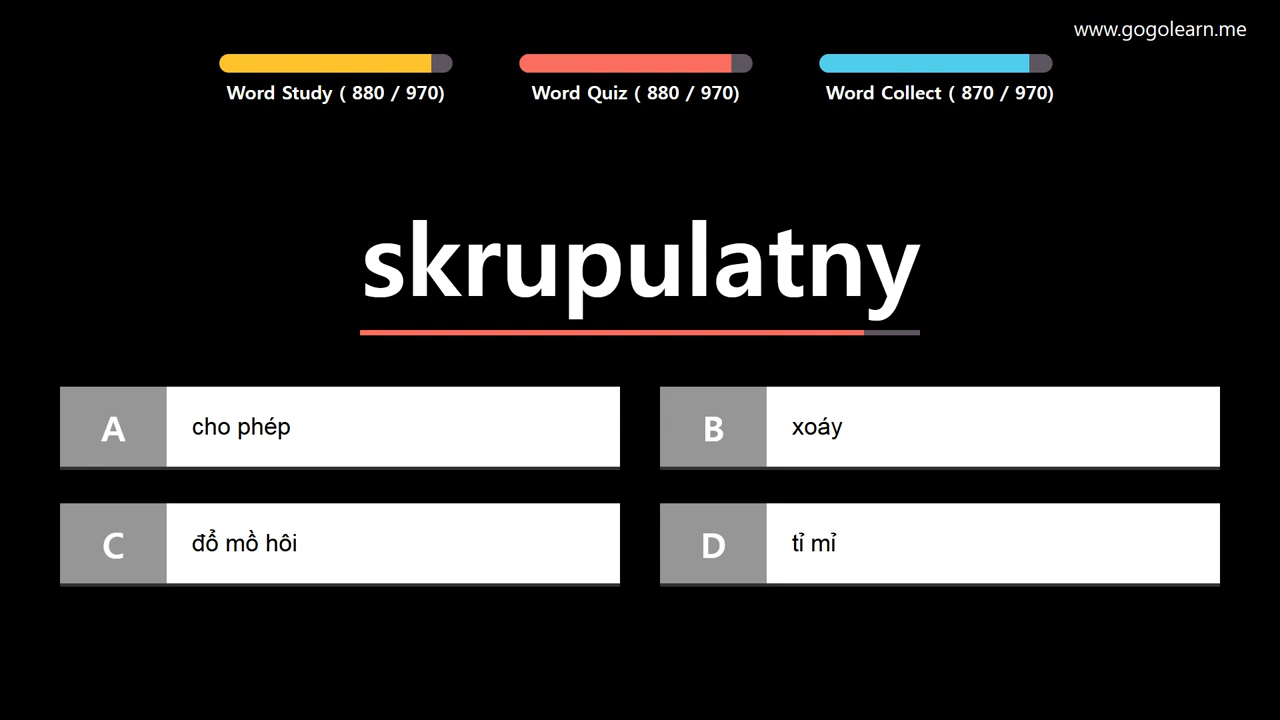 www.gogolearn.me
Word Study ( 880 / 970)
Word Quiz ( 880 / 970)
Word Collect ( 870 / 970)
skrupulatny
A
cho phép
B
xoáy
C
đổ mồ hôi
D
tỉ mỉ